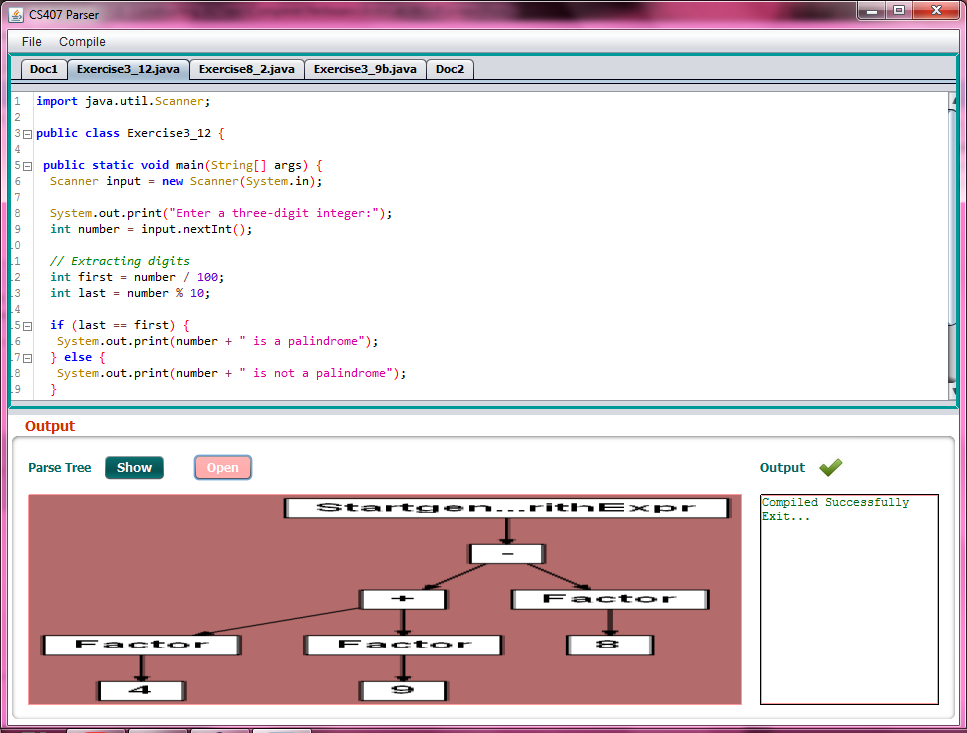 CS407 Parser
File Compile
Doc1 Exercise3_12.java Exercise8_2.java Exercise3_9b.java Doc2
1 import java.util.Scanner;
2
3 public class Exercise3_12 {
4
5 public static void main(String[] args) {
6 Scanner input = new Scanner(System.in);
7
8 System.out.print("Enter a three-digit integer:");
9 int number = input.nextInt();
.0
.1 // Extracting digits
.2 int first = number / 100;
.3 int last = number % 10;
.4
.5 if (last == first) {
.6 System.out.print(number + " is a palindrome");
.7 } else {
.8 System.out.print(number + " is not a palindrome");
.9 }
Output
Parse Tree Show Open
Output
Startgen...rithExpr
-
+ Factor
Factor Factor 8
4 9
Compiled Successfully
Exit...